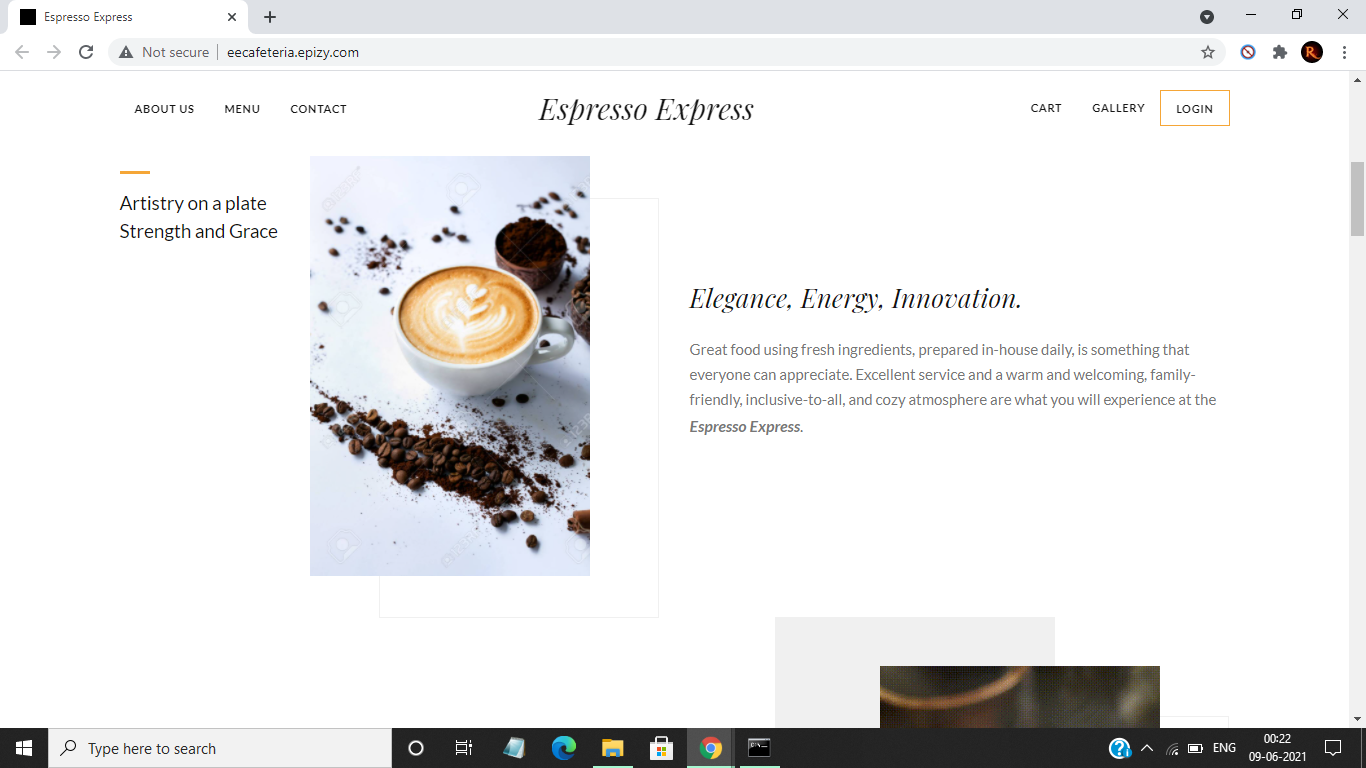 Espresso Express
Not secure
eecafeteria.epizy.com
R
ABOUT US
MENU
CONTACT
Espresso Express
CART
GALLERY
LOGIN
Artistry on a plate
Strength and Grace
Elegance, Energy, Innovation.
Great food using fresh ingredients, prepared in-house daily, is something that
everyone can appreciate. Excellent service and a warm and welcoming, family-
friendly, inclusive-to-all, and cozy atmosphere are what you will experience at the
Espresso Express.
Type here to search
ENG
00:22
09-06-2021